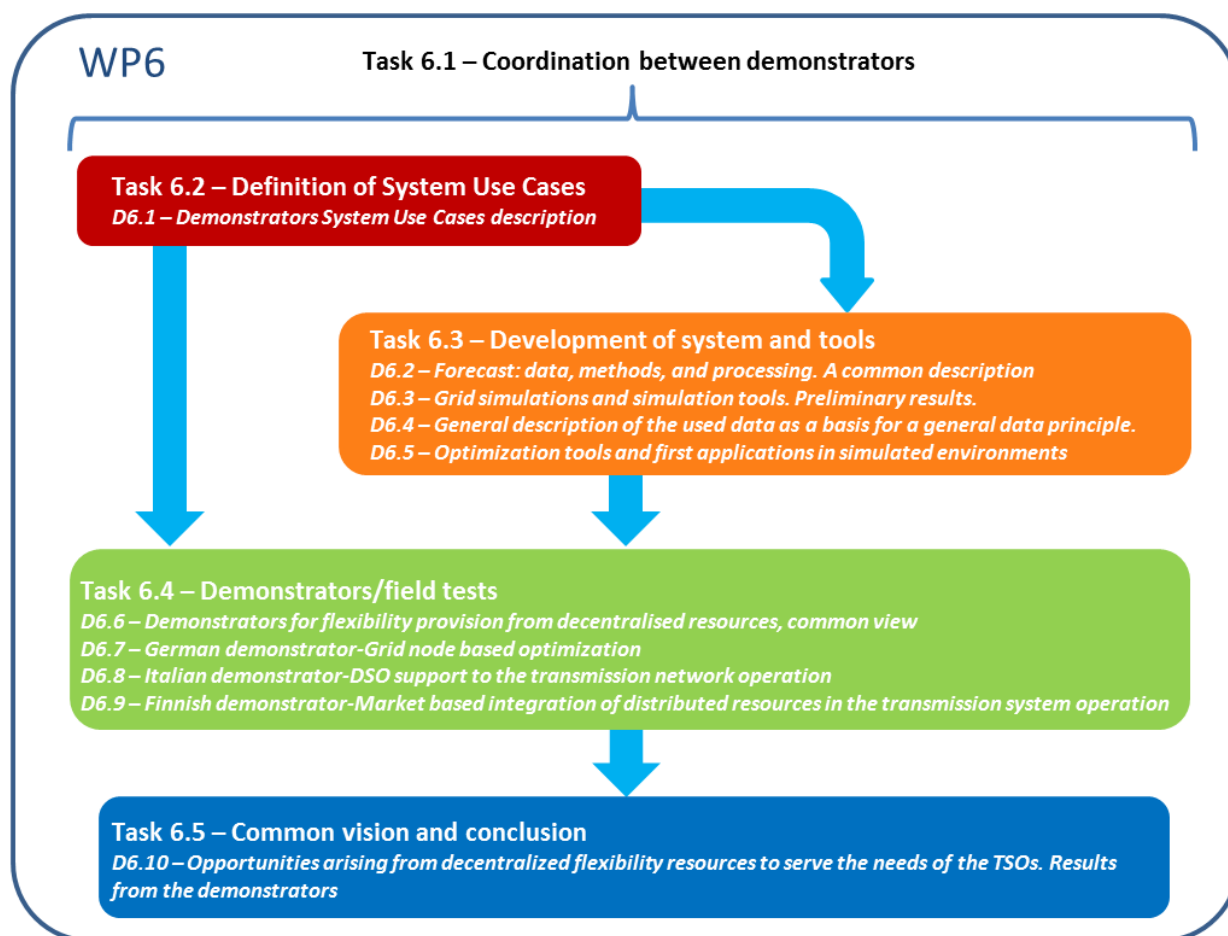 WP6
Task 6.1 – Coordination between demonstrators
Task 6.2 – Definition of System Use Cases
D6.1 – Demonstrators System Use Cases description
Task 6.3 – Development of system and tools
D6.2 – Forecast: data, methods, and processing. A common description
D6.3 – Grid simulations and simulation tools. Preliminary results.
D6.4 – General description of the used data as a basis for a general data principle.
D6.5 – Optimization tools and first applications in simulated environments
Task 6.4 – Demonstrators/field tests
D6.6 – Demonstrators for flexibility provision from decentralised resources, common view
D6.7 – German demonstrator-Grid node based optimization
D6.8 – Italian demonstrator-DSO support to the transmission network operation
D6.9 – Finnish demonstrator-Market based integration of distributed resources in the transmission system operation
Task 6.5 – Common vision and conclusion
D6.10 – Opportunities arising from decentralized flexibility resources to serve the needs of the TSOs. Results
from the demonstrators